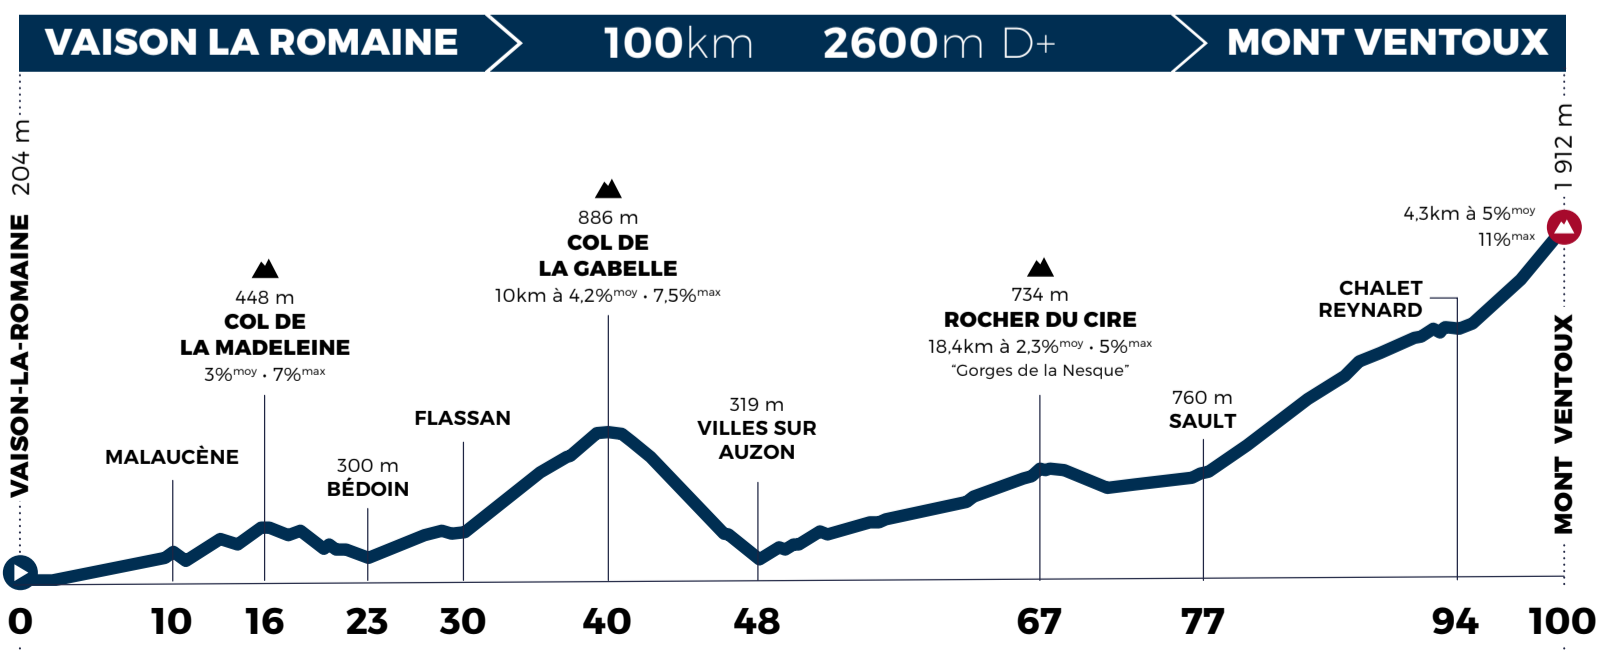 VAISON LA ROMAINE
100km
2600m D+
MONT VENTOUX
VAISON-LA-ROMAINE 204 m
MALAUCÈNE
448 m
COL DE
LA MADELEINE
3%moy · 7%max
300 m
BÉDOIN
FLASSAN
886 m
COL DE
LA GABELLE
10km à 4,2%moy · 7,5%max
319 m
VILLES SUR
AUZON
734 m
ROCHER DU CIRE
18,4km à 2,3%moy · 5%max
“Gorges de la Nesque”
760 m
SAULT
CHALET
REYNARD
4,3km à 5%moy
11%max
MONT VENTOUX 1 912 m
0 10 16 23 30 40 48 67 77 94 100